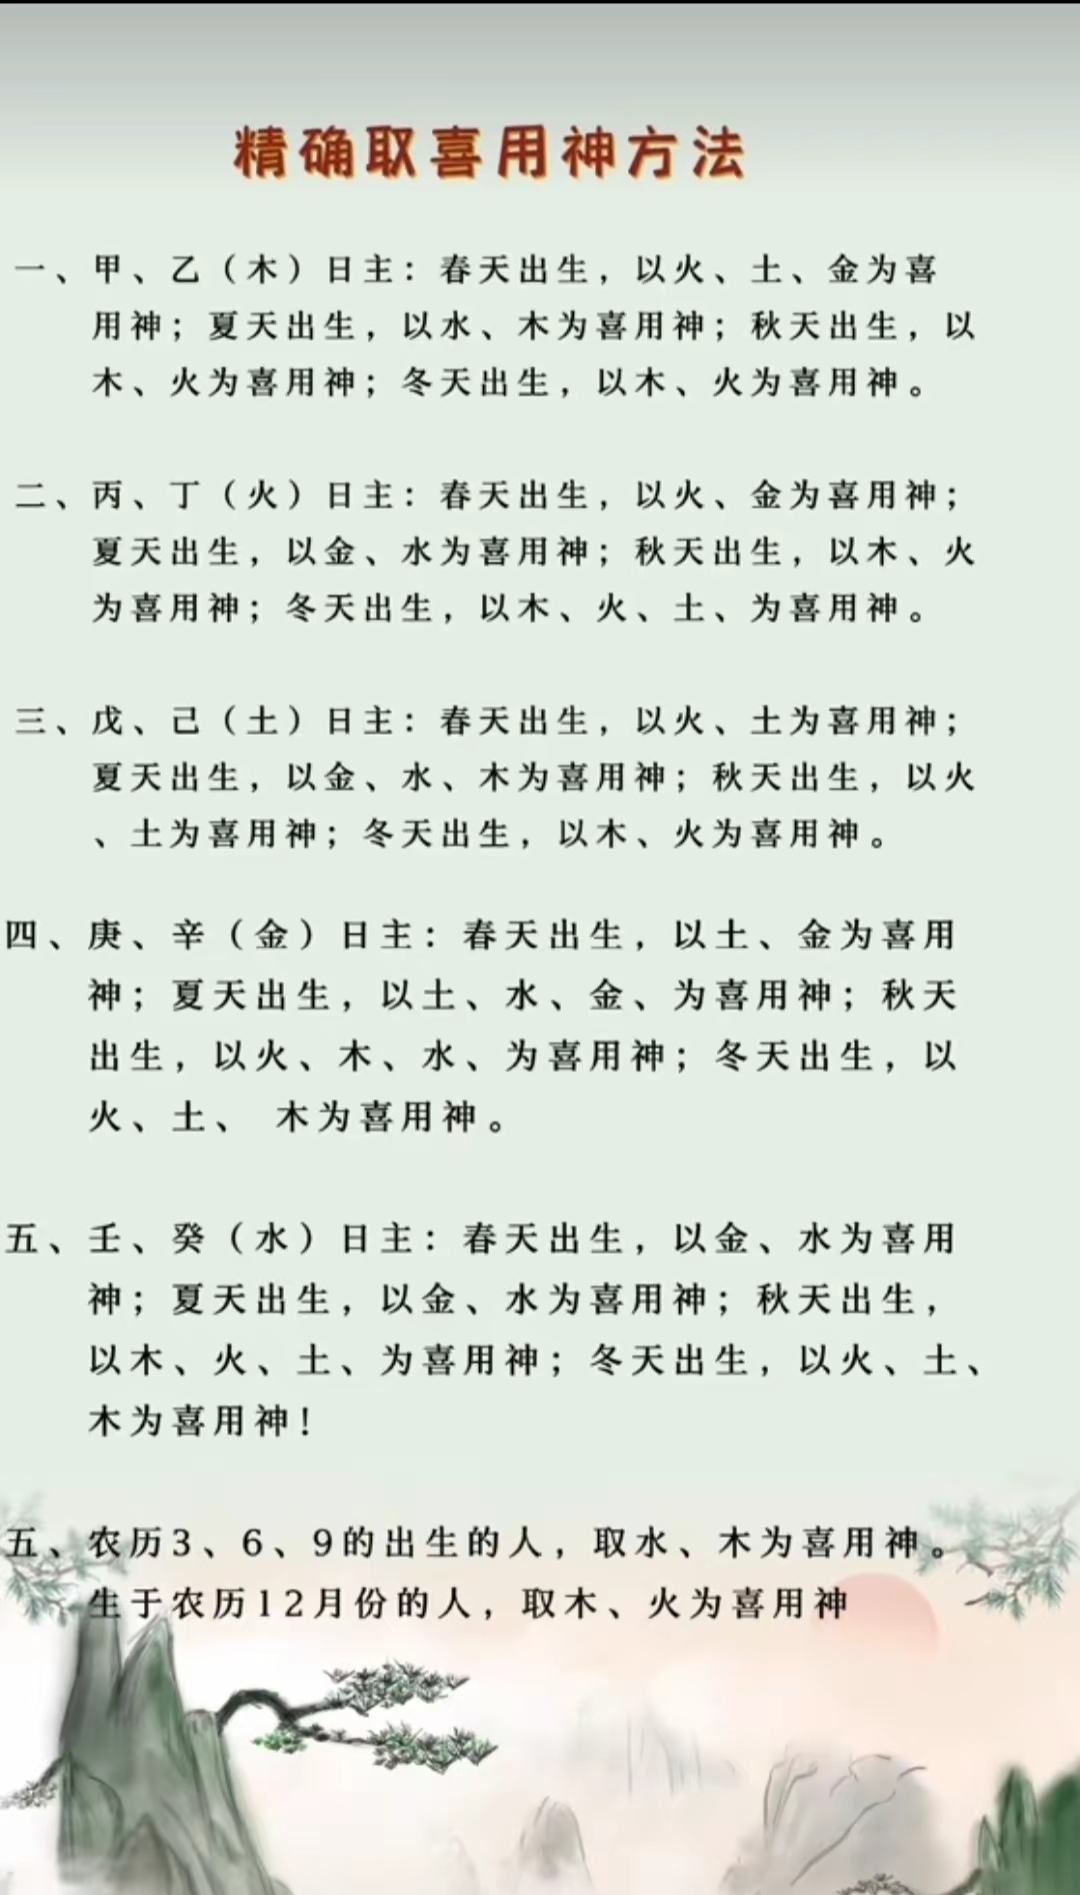 精确取喜用神方法
一、甲、乙（木）日主：春天出生，以火、土、金为喜
用神；夏天出生，以水、木为喜用神；秋天出生，以
木、火为喜用神；冬天出生，以木、火为喜用神。
二、丙、丁（火）日主：春天出生，以火、金为喜用神；
夏天出生，以金、水为喜用神；秋天出生，以木、火
为喜用神；冬天出生，以木、火、土、为喜用神。
三、戊、己（土）日主：春天出生，以火、土为喜用神；
夏天出生，以金、水、木为喜用神；秋天出生，以火
、土为喜用神；冬天出生，以木、火为喜用神。
四、庚、辛（金）日主：春天出生，以土、金为喜用
神；夏天出生，以土、水、金、为喜用神；秋天
出生，以火、木、水、为喜用神；冬天出生，以
火、土、 木为喜用神。
五、壬、癸（水）日主：春天出生，以金、水为喜用
神；夏天出生，以金、水为喜用神；秋天出生，
以木、火、土、为喜用神；冬天出生，以火、土、
木为喜用神！
五、农历3、6、9的出生的人，取水、木为喜用神。
生于农历12月份的人，取木、火为喜用神